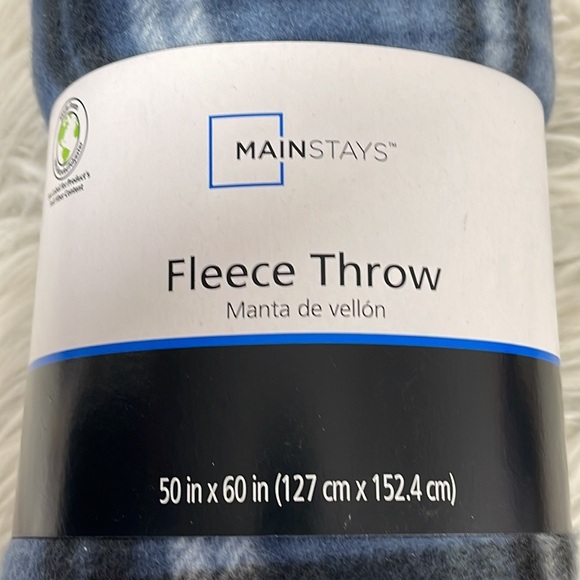 MAINSTAYS™
Fleece Throw
Manta de vellón
50 in x 60 in (127 cm x 152.4 cm)